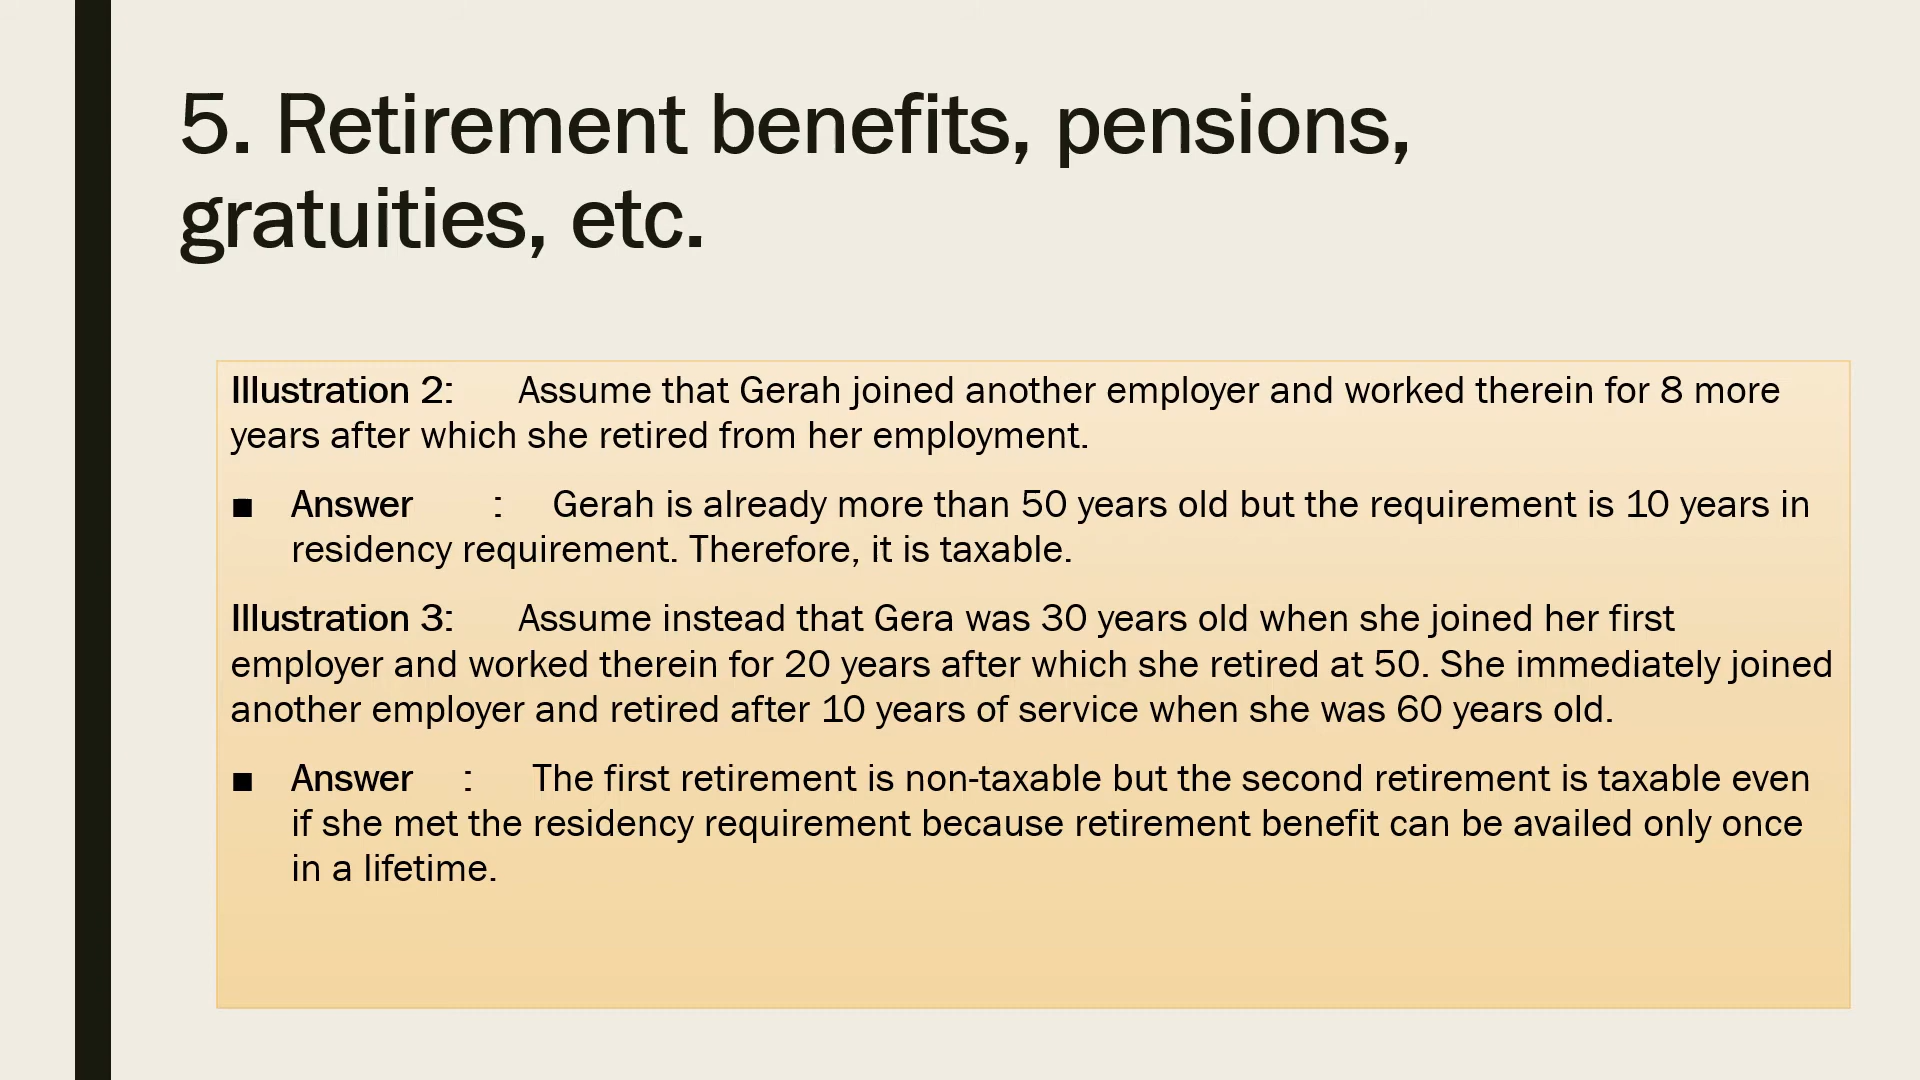 5. Retirement benefits, pensions,
gratuities, etc.
Illustration 2: Assume that Gerah joined another employer and worked therein for 8 more
years after which she retired from her employment.
■ Answer : Gerah is already more than 50 years old but the requirement is 10 years in
residency requirement. Therefore, it is taxable.
Illustration 3: Assume instead that Gera was 30 years old when she joined her first
employer and worked therein for 20 years after which she retired at 50. She immediately joined
another employer and retired after 10 years of service when she was 60 years old.
■ Answer : The first retirement is non-taxable but the second retirement is taxable even
if she met the residency requirement because retirement benefit can be availed only once
in a lifetime.